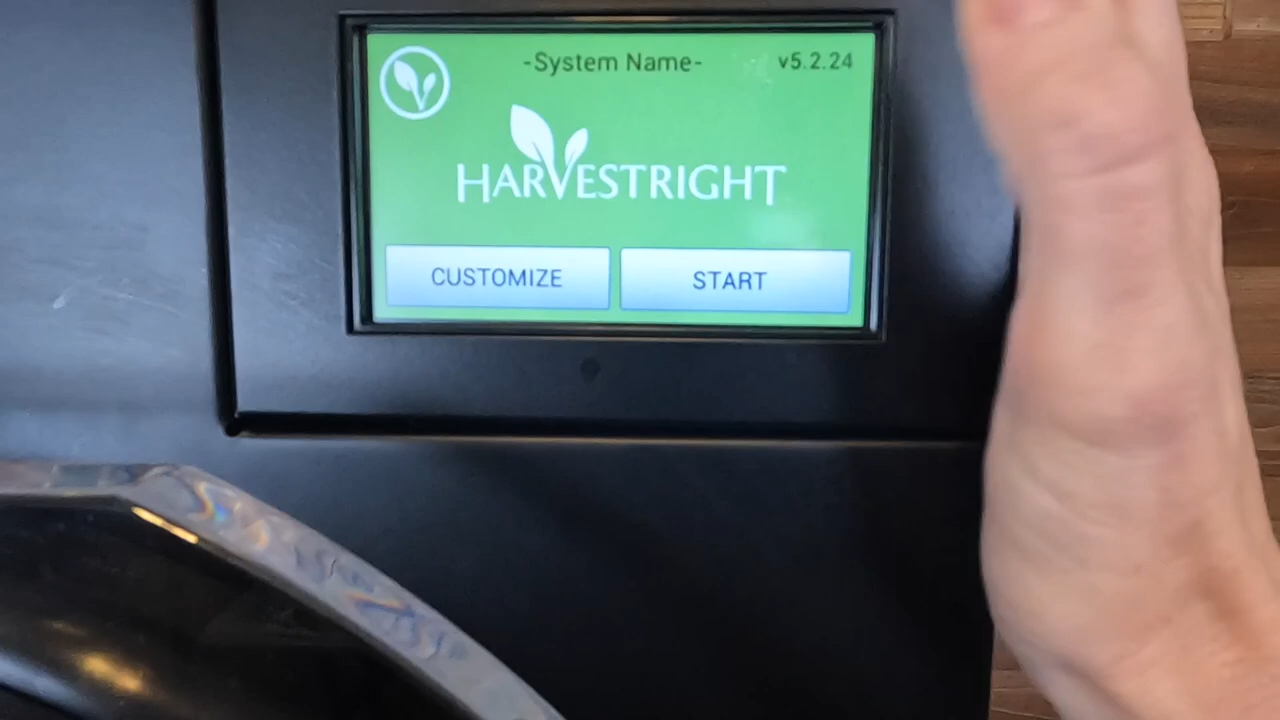 -System Name-
v5.2.24
HARVESTRIGHT
CUSTOMIZE
START